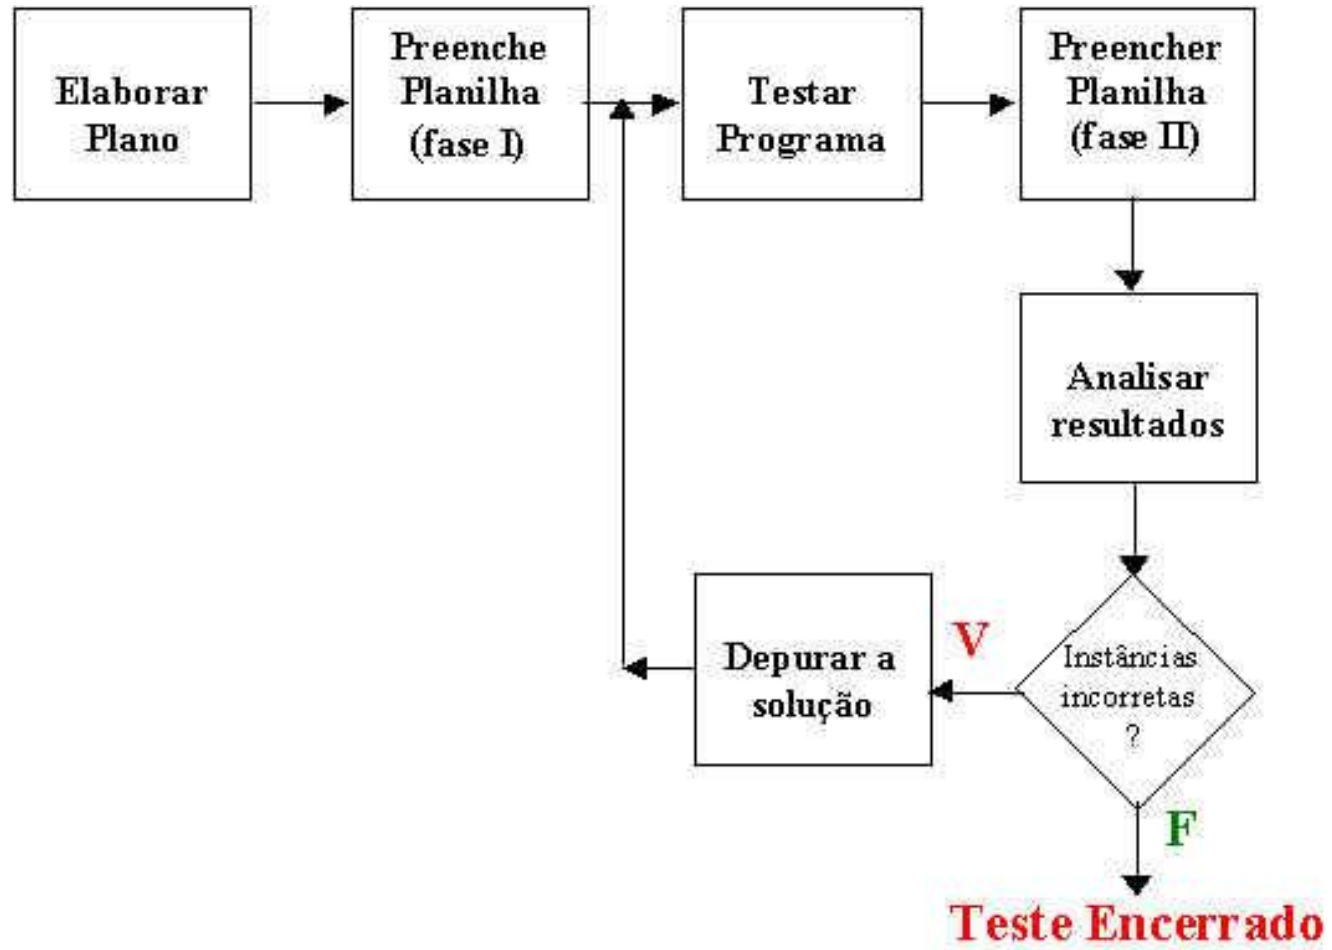 Elaborar
Plano
Preenche
Planilha
(fase I)
Testar
Programa
Preencher
Planilha
(fase II)
Analisar
resultados
Instâncias
incorretas
?
V
Depurar a
solução
F
Teste Encerrado